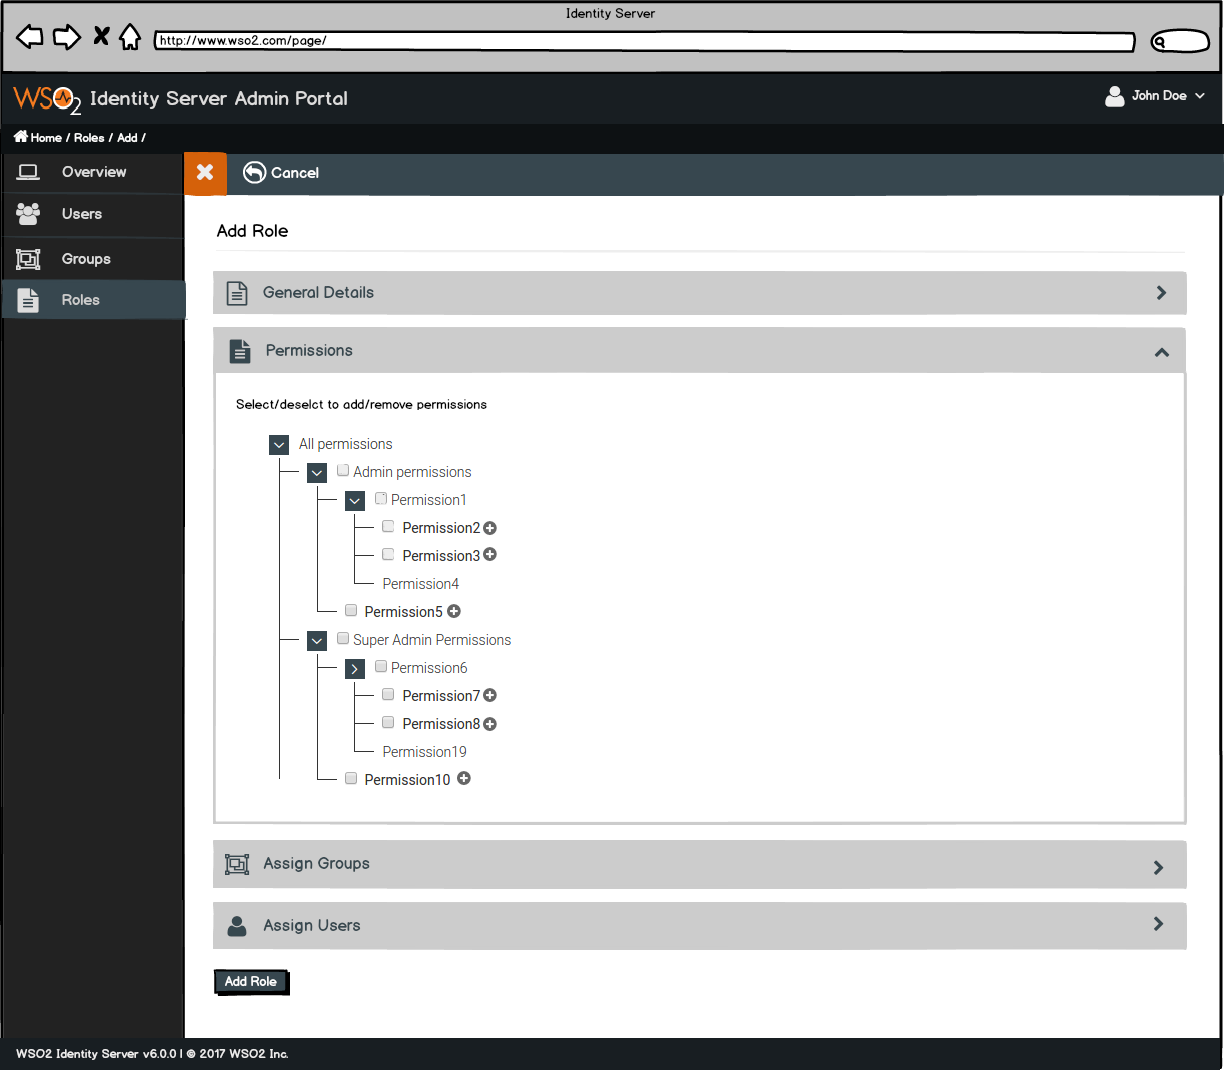 Identity Server
http://www.wso2.com/page/
WSO2 Identity Server Admin Portal
John Doe
Home / Roles / Add /
Overview
Cancel
Users
Groups
Roles
Add Role
General Details
Permissions
Select/deselct to add/remove permissions
All permissions
Admin permissions
Permission1
Permission2
Permission3
Permission4
Permission5
Super Admin Permissions
Permission6
Permission7
Permission8
Permission19
Permission10
Assign Groups
Assign Users
Add Role
WSO2 Identity Server v6.0.0 | © 2017 WSO2 Inc.